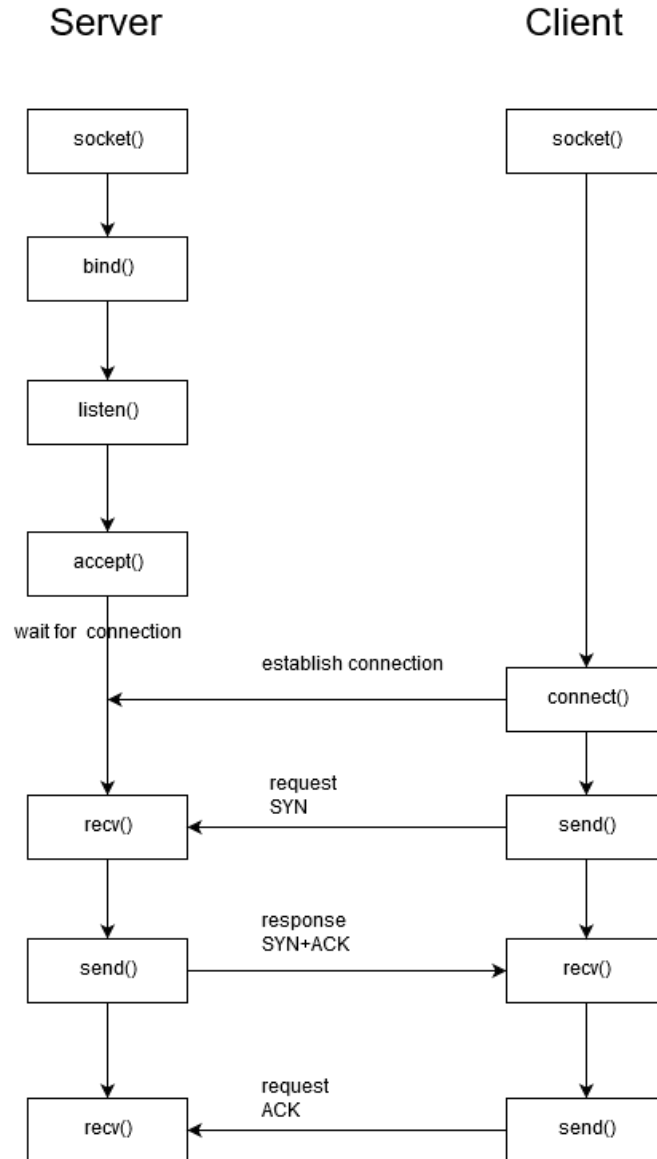 Server
Client
socket()
socket()
bind()
listen()
accept()
wait for connection
establish connection
connect()
request
SYN
recv()
send()
response
SYN+ACK
send()
recv()
request
ACK
recv()
send()